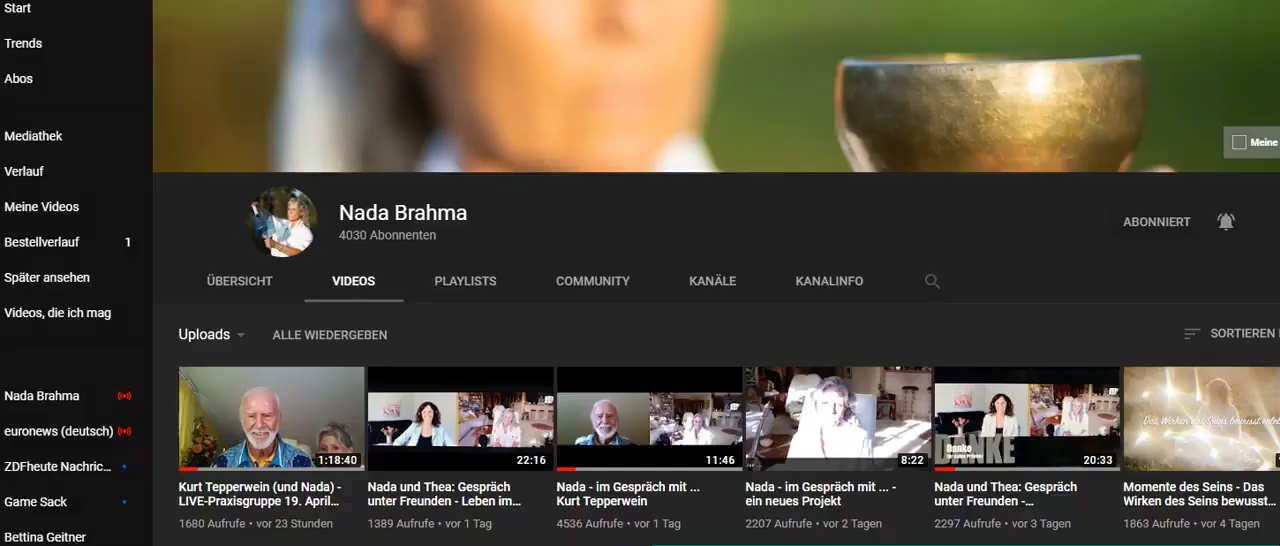 Start
Trends
Abos
Mediathek
Verlauf
Meine Videos
Bestellverlauf 1
Später ansehen
Videos, die ich mag
Nada Brahma
euronews (deutsch)
ZDFheute Nachric...
Game Sack
Bettina Geitner
Meine
Nada Brahma
4030 Abonnenten
ABONNIERT
ÜBERSICHT VIDEOS PLAYLISTS COMMUNITY KANÄLE KANALINFO
Uploads ALLE WIEDERGEBEN SORTIEREN
1:18:40
Kurt Tepperwein (und Nada) -
LIVE-Praxisgruppe 19. April...
1680 Aufrufe • vor 23 Stunden
22:16
Nada und Thea: Gespräch
unter Freunden - Leben im...
1389 Aufrufe • vor 1 Tag
11:46
Nada - im Gespräch mit ...
Kurt Tepperwein
4536 Aufrufe • vor 1 Tag
8:22
Nada - im Gespräch mit ... -
ein neues Projekt
2207 Aufrufe • vor 2 Tagen
Danke
DANKE
20:33
Nada und Thea: Gespräch
unter Freunden -...
2297 Aufrufe • vor 3 Tagen
Das Wirken des Seins bewusst
Momente des Seins - Das
Wirken des Seins bewusst...
1863 Aufrufe • vor 4 Tagen